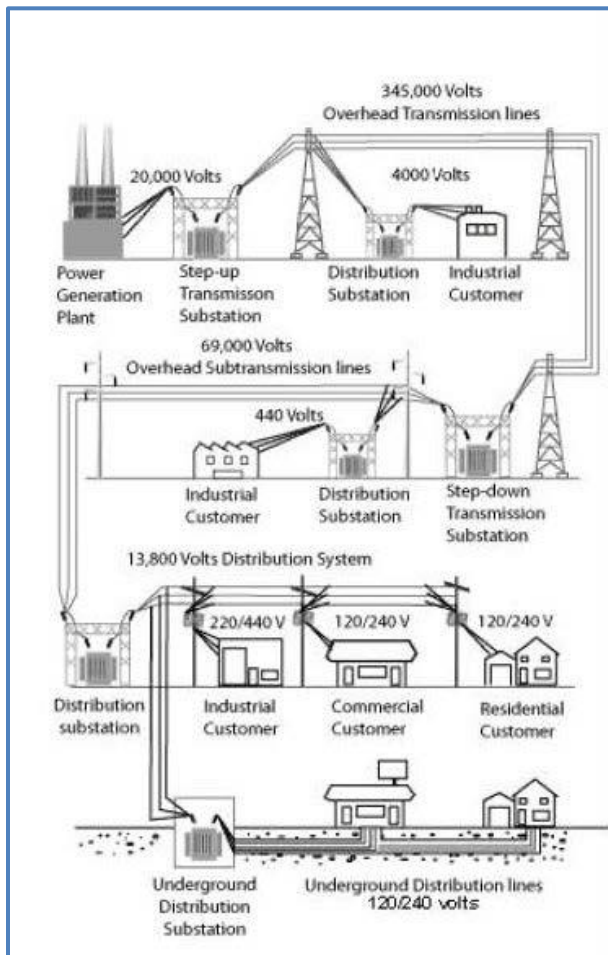 345,000 Volts
Overhead Transmission lines
20,000 Volts
4000 Volts
Power
Generation
Plant
Step-up
Transmisson
Substation
Distribution
Substation
Industrial
Customer
69,000 Volts
Overhead Subtransmission lines
440 Volts
Industrial
Customer
Distribution
Substation
Step-down
Transmission
Substation
13,800 Volts Distribution System
220/440 V
120/240 V
120/240 V
Distribution
substation
Industrial
Customer
Commercial
Customer
Residential
Customer
Underground
Distribution
Substation
Underground Distribution lines
120/240 volts